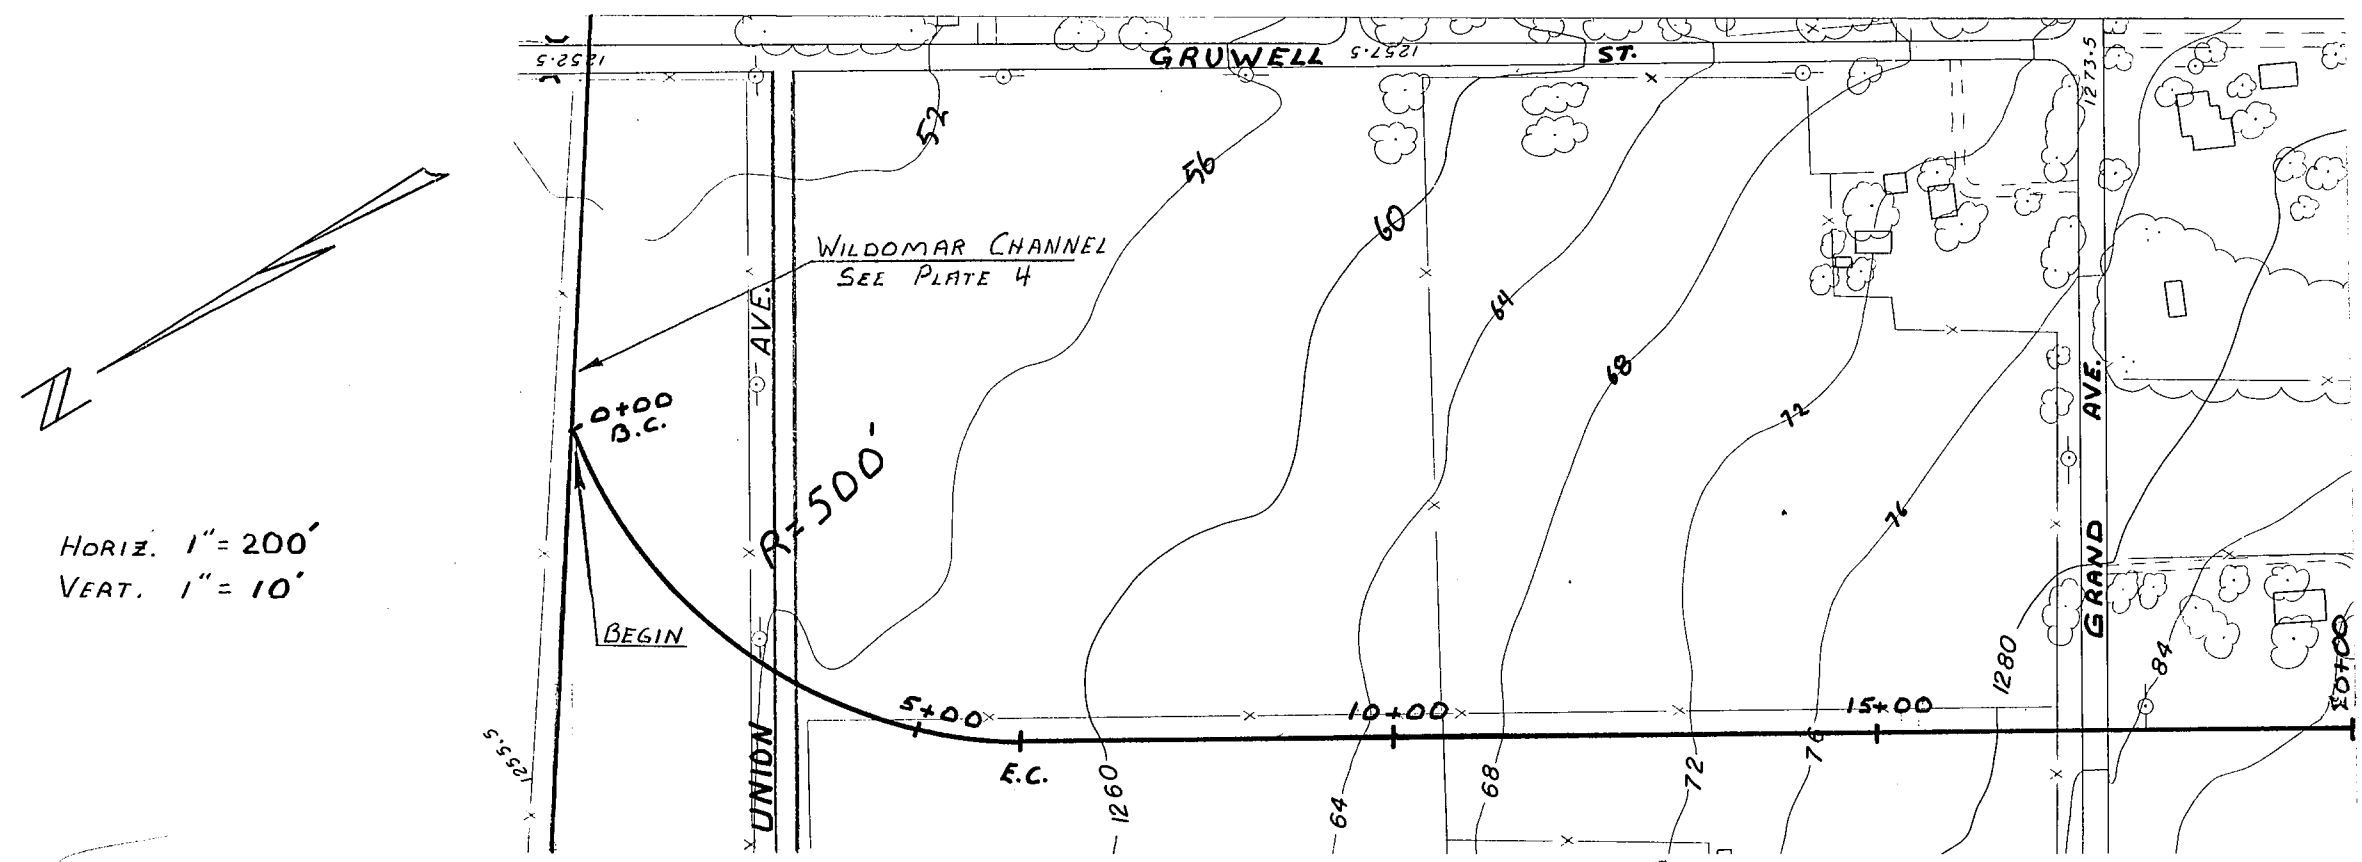 GRUWELL ST.
1252.5
1257.5
1273.5
52
56
60
64
68
72
76
WILDOMAR CHANNEL
SEE PLATE 4
UNION AVE.
GRAND AVE.
0+00
B.C.
R=500'
N
HORIZ. 1"=200'
VERT. 1"=10'
BEGIN
5+00
10+00
15+00
E.C.
1255.5
1260
64
68
72
76
1280
84